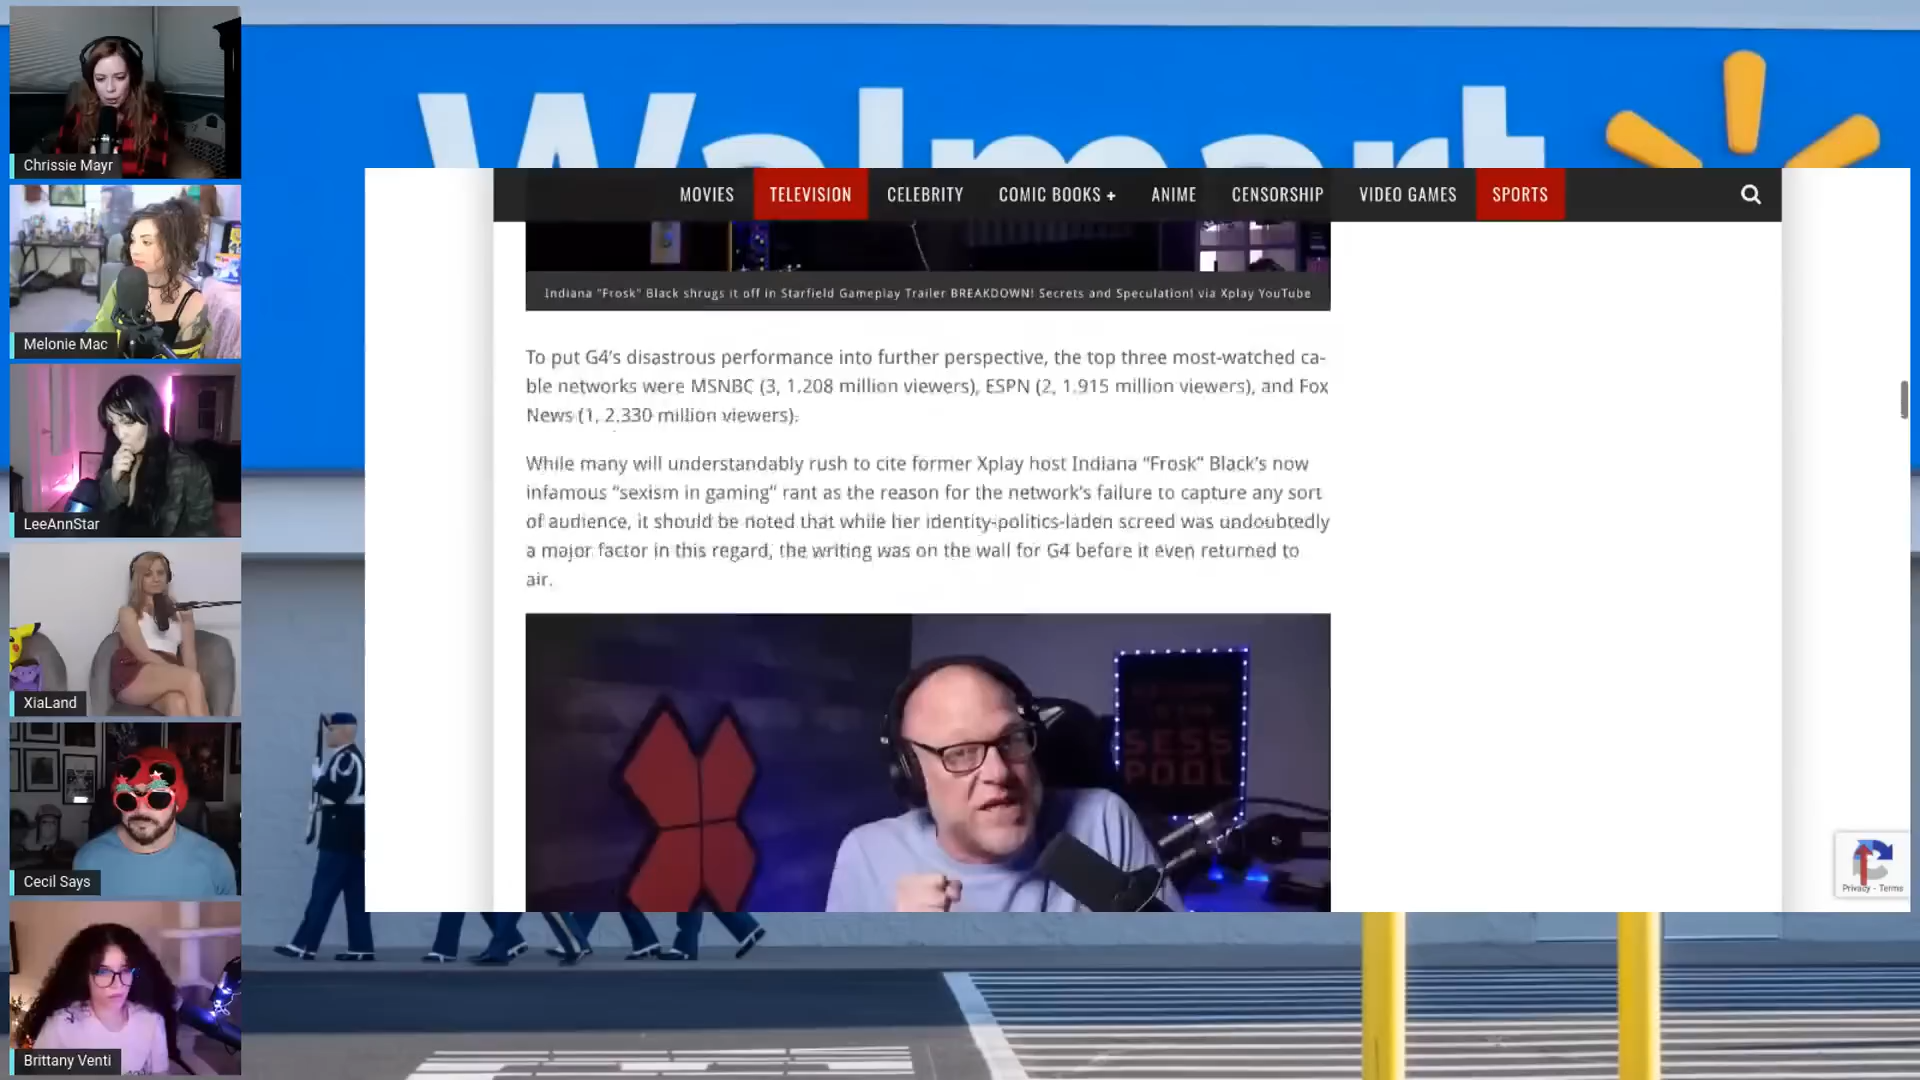 Walmart
MOVIES TELEVISION CELEBRITY COMIC BOOKS + ANIME CENSORSHIP VIDEO GAMES SPORTS
Indiana "Frosk" Black shrugs it off in Starfield Gameplay Trailer BREAKDOWN! Secrets and Speculation! via Xplay YouTube
To put G4’s disastrous performance into further perspective, the top three most-watched ca-
ble networks were MSNBC (3, 1.208 million viewers), ESPN (2, 1.915 million viewers), and Fox
News (1, 2.330 million viewers).
While many will understandably rush to cite former Xplay host Indiana “Frosk” Black’s now
infamous “sexism in gaming” rant as the reason for the network’s failure to capture any sort
of audience, it should be noted that while her identity-politics-laden screed was undoubtedly
a major factor in this regard, the writing was on the wall for G4 before it even returned to
air.
SESS
POOL
Privacy - Terms
Chrissie Mayr
Melonie Mac
LeeAnnStar
XiaLand
Cecil Says
Brittany Venti